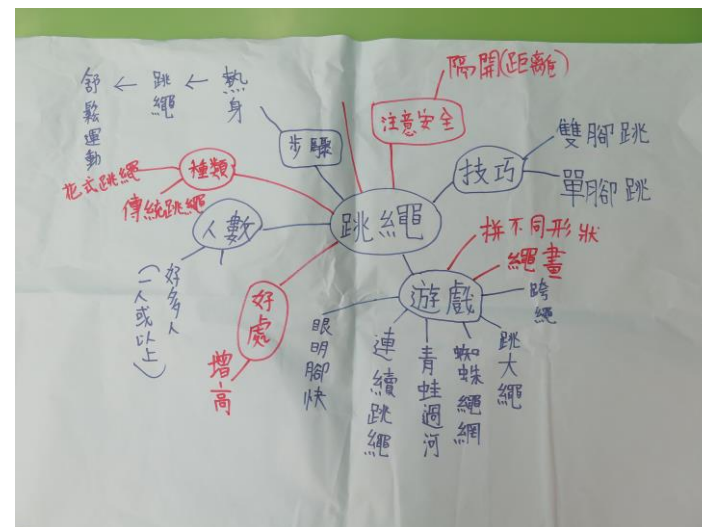 跳繩
步驟
熱身
←
跳繩
←
舒鬆運動
注意安全
隔開(距離)
技巧
雙腳跳
單腳跳
種類
花式跳繩
傳統跳繩
人數
好多人
(一人或以上)
好處
增高
遊戲
拼不同形狀
繩畫
跨繩
跳大繩
蜘蛛繩網
青蛙過河
連續跳繩
眼明腳快